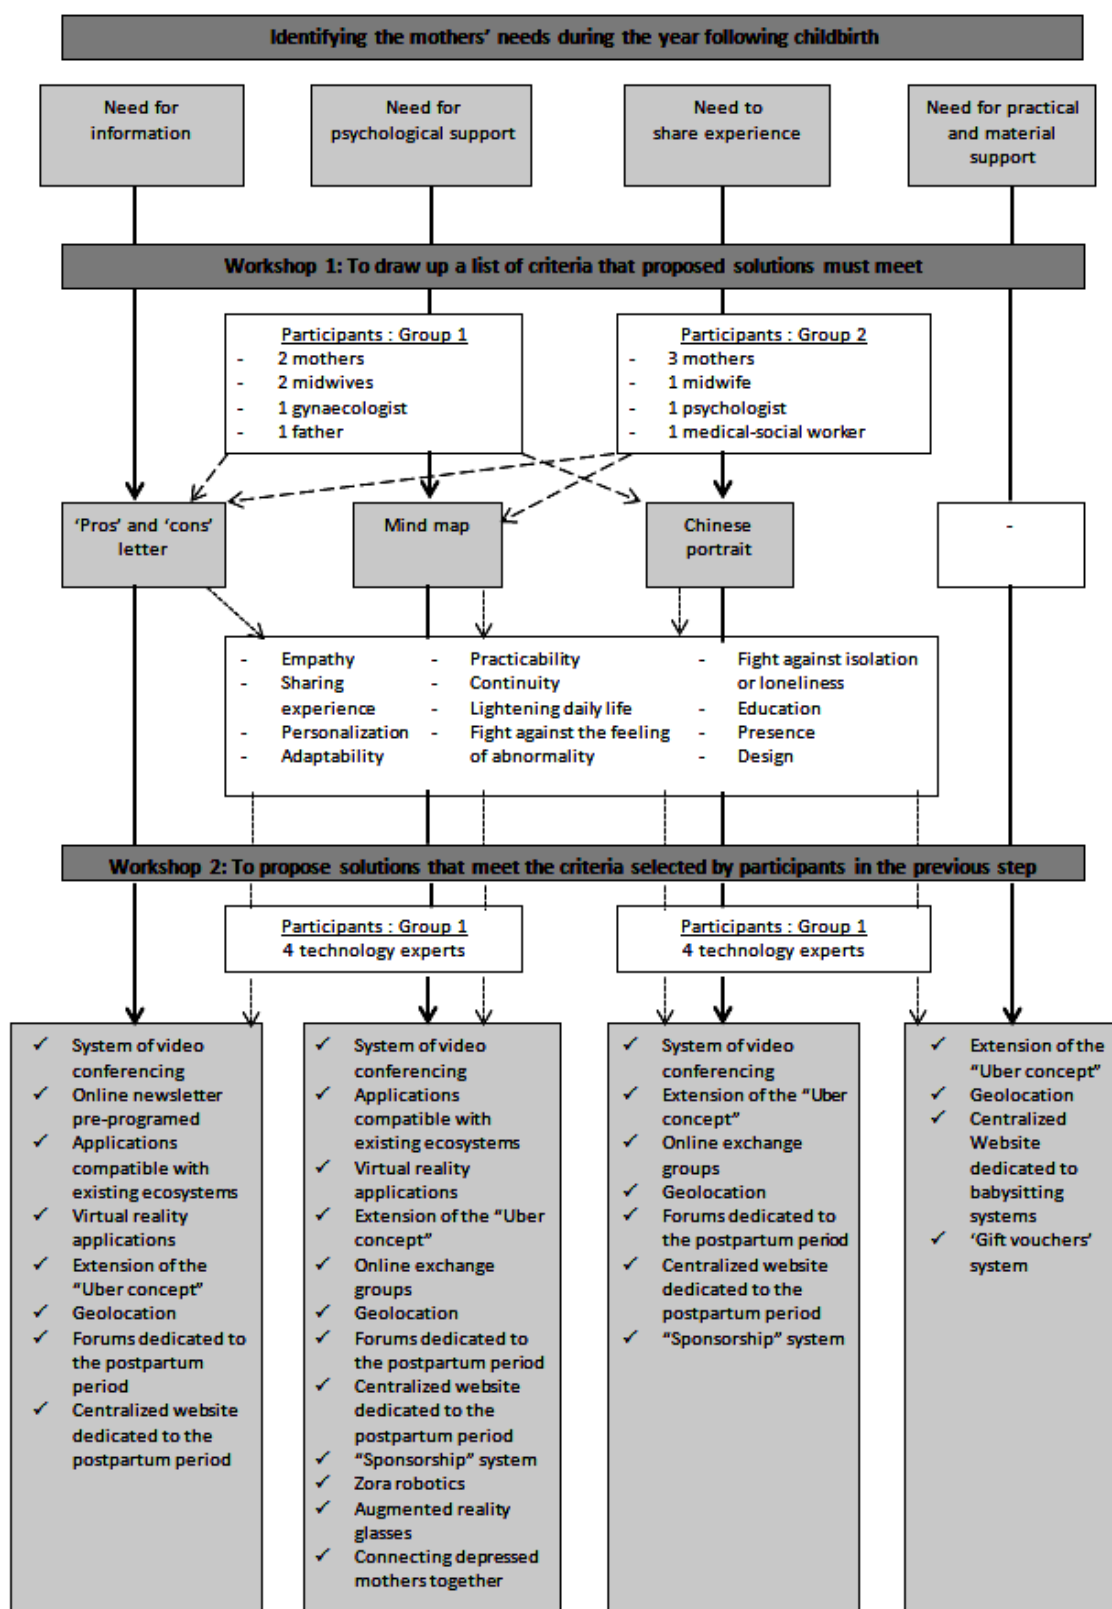 Identifying the mothers' needs during the year following childbirth
Need for
information
Need for
psychological support
Need to
share experience
Need for practical
and material
support
Workshop 1: To draw up a list of criteria that proposed solutions must meet
Participants : Group 1
- 2 mothers
- 2 midwives
- 1 gynaecologist
- 1 father
Participants : Group 2
- 3 mothers
- 1 midwife
- 1 psychologist
- 1 medical-social worker
'Pros' and 'cons'
letter
Mind map
Chinese
portrait
-
- Empathy
- Sharing
experience
- Personalization
- Adaptability
- Practicability
- Continuity
- Lightening daily life
- Fight against the feeling
of abnormality
- Fight against isolation
or loneliness
- Education
- Presence
- Design
Workshop 2: To propose solutions that meet the criteria selected by participants in the previous step
Participants : Group 1
4 technology experts
Participants : Group 1
4 technology experts
✓ System of video
conferencing
✓ Online newsletter
pre-programed
✓ Applications
compatible with
existing ecosystems
✓ Virtual reality
applications
✓ Extension of the
"Uber concept"
✓ Geolocation
✓ Forums dedicated to
the postpartum
period
✓ Centralized website
dedicated to the
postpartum period
✓ System of video
conferencing
✓ Applications
compatible with
existing ecosystems
✓ Virtual reality
applications
✓ Extension of the "Uber
concept"
✓ Online exchange
groups
✓ Geolocation
✓ Forums dedicated to
the postpartum period
✓ Centralized website
dedicated to the
postpartum period
✓ "Sponsorship" system
✓ Zora robotics
✓ Augmented reality
glasses
✓ Connecting depressed
mothers together
✓ System of video
conferencing
✓ Extension of the "Uber
concept"
✓ Online exchange
groups
✓ Geolocation
✓ Forums dedicated to
the postpartum period
✓ Centralized website
dedicated to the
postpartum period
✓ "Sponsorship" system
✓ Extension of the
"Uber concept"
✓ Geolocation
✓ Centralized
Website
dedicated to
babysitting
systems
✓ 'Gift vouchers'
system